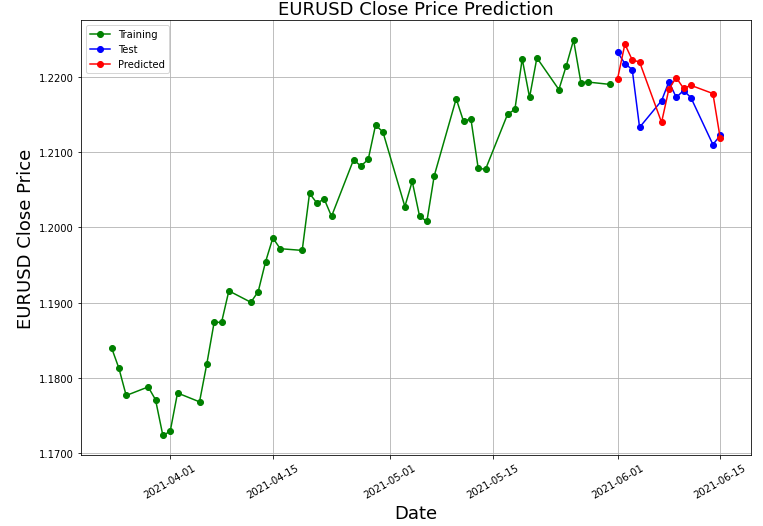 EURUSD Close Price Prediction
Training
Test
Predicted
EURUSD Close Price
1.2200
1.2100
1.2000
1.1900
1.1800
1.1700
2021-04-01
2021-04-15
2021-05-01
2021-05-15
2021-06-01
2021-06-15
Date